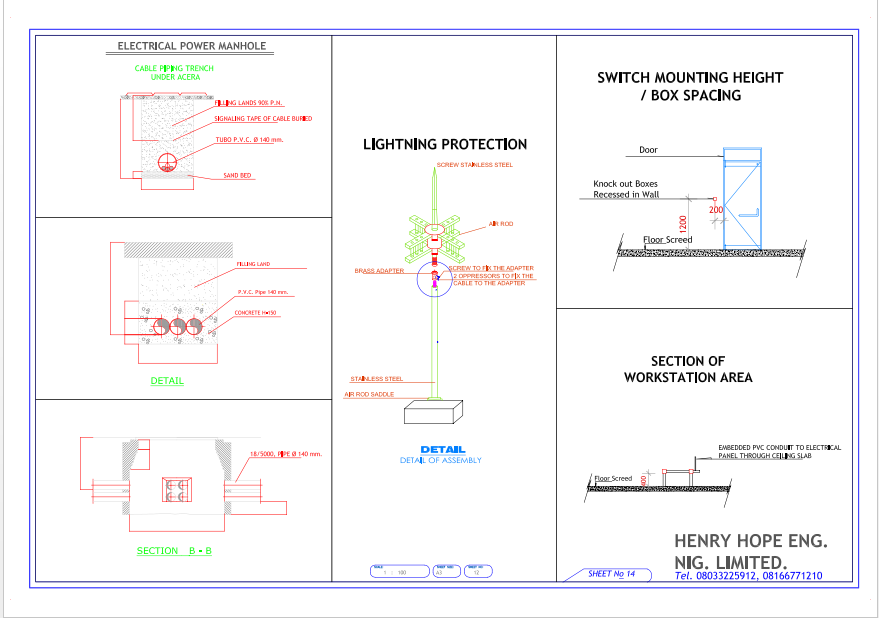 ELECTRICAL POWER MANHOLE
CABLE PIPING TRENCH
UNDER ACERA
FILLING LANDS 90% P.N.
SIGNALING TAPE OF CABLE BURIED
TUBO P.V.C. Ø 140 mm.
SAND BED
FILLING LAND
P.V.C. Pipe 140 mm.
CONCRETE H-150
DETAIL
18/5000, PIPE Ø 140 mm.
SECTION B - B
LIGHTNING PROTECTION
SCREW STAINLESS STEEL
AIR ROD
BRASS ADAPTER
SCREW TO FIX THE ADAPTER
2 OPPRESSORS TO FIX THE
CABLE TO THE ADAPTER
STAINLESS STEEL
AIR ROD SADDLE
DETAIL
DETAIL OF ASSEMBLY
SCALE
1 : 100
A3
12
SWITCH MOUNTING HEIGHT
/ BOX SPACING
Door
Knock out Boxes
Recessed in Wall
200
1200
Floor Screed
SECTION OF
WORKSTATION AREA
EMBEDDED PVC CONDUIT TO ELECTRICAL
PANEL THROUGH CEILING SLAB
Floor Screed
400
HENRY HOPE ENG.
NIG. LIMITED.
SHEET No 14
Tel. 08033225912, 08166771210